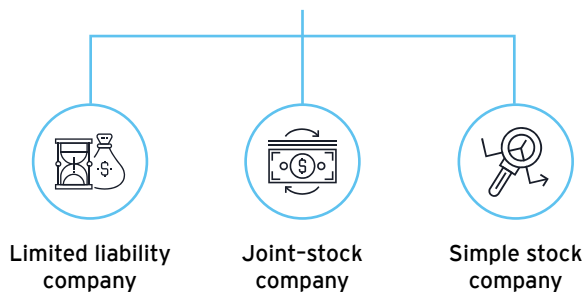 Limited liability
company
Joint-stock
company
Simple stock
company
$
$